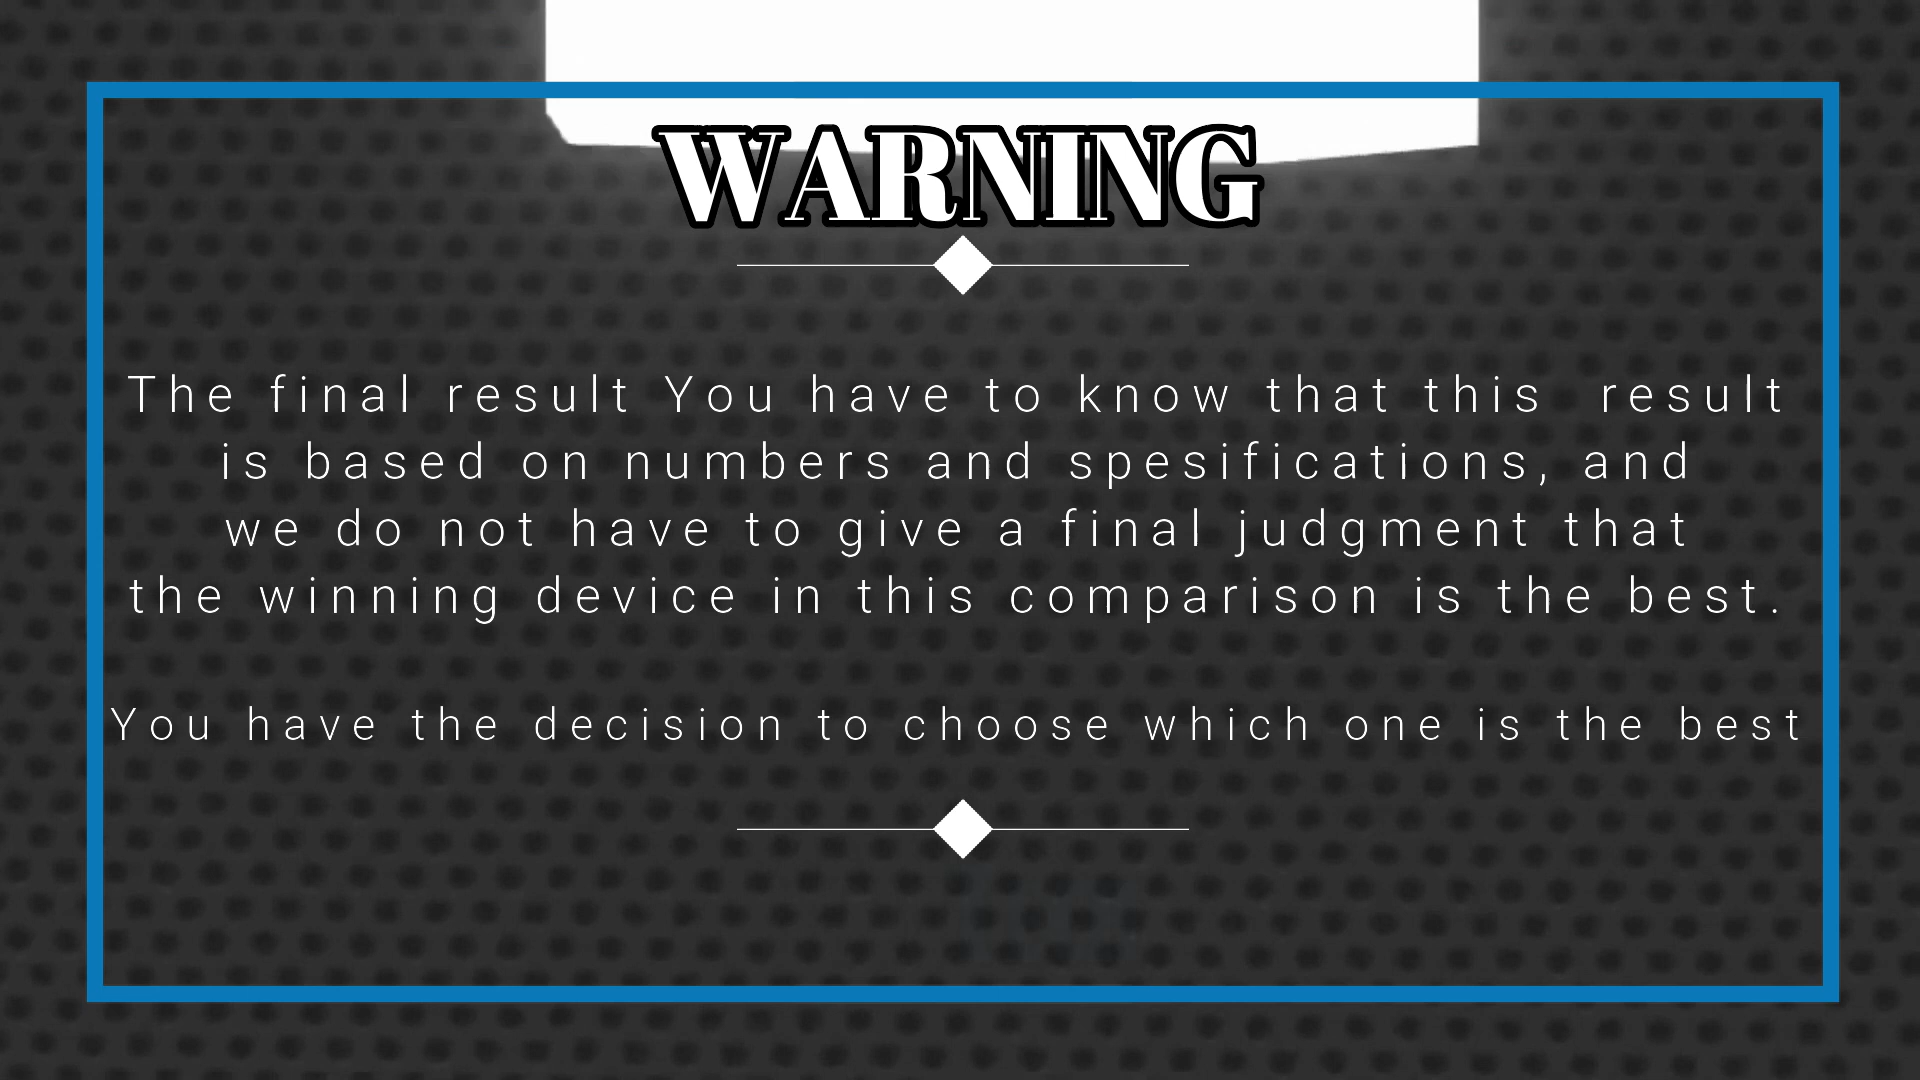 WARNING
The final result You have to know that this result
is based on numbers and spesifications, and
we do not have to give a final judgment that
the winning device in this comparison is the best.
You have the decision to choose which one is the best